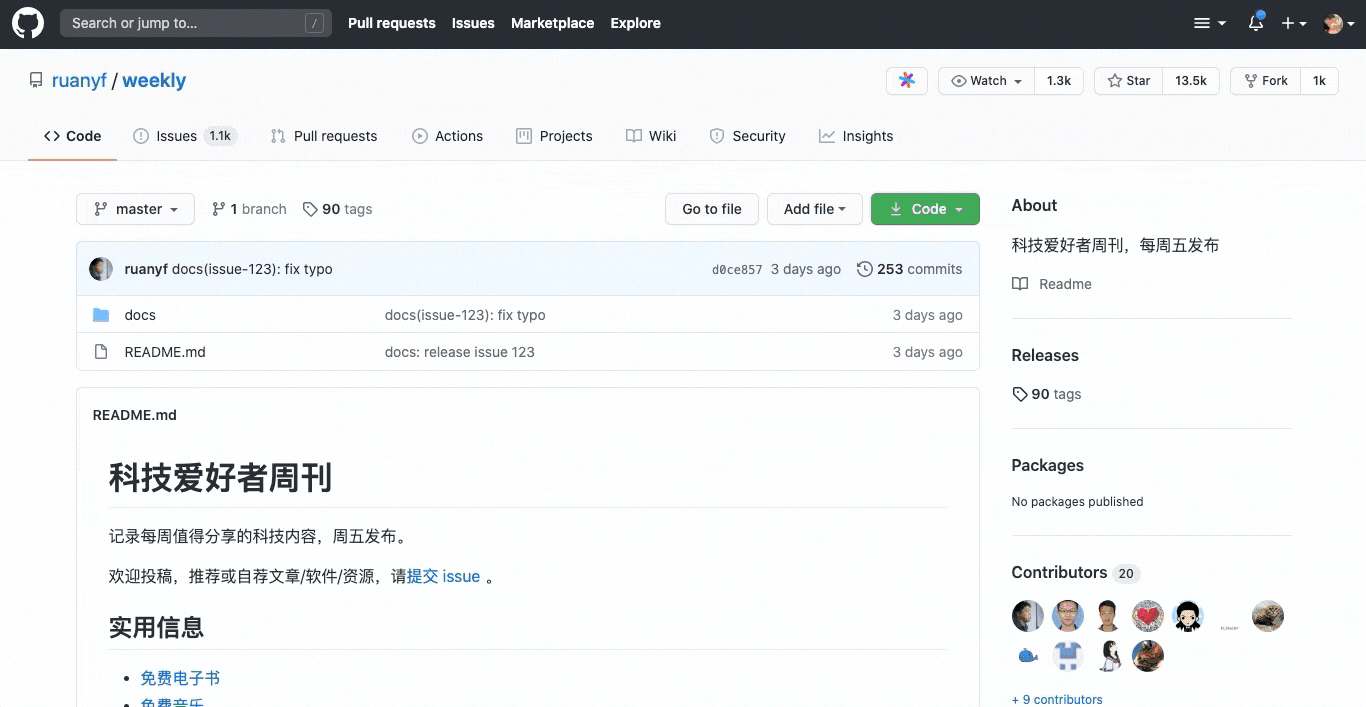 Search or jump to... /
Pull requests Issues Marketplace Explore
ruanyf / weekly
Watch 1.3k Star 13.5k Fork 1k
Code Issues 1.1k Pull requests Actions Projects Wiki Security Insights
master 1 branch 90 tags Go to file Add file Code
ruanyf docs(issue-123): fix typo d0ce857 3 days ago 253 commits
docs docs(issue-123): fix typo 3 days ago
README.md docs: release issue 123 3 days ago
README.md
科技爱好者周刊
记录每周值得分享的科技内容，周五发布。
欢迎投稿，推荐或自荐文章/软件/资源，请提交 issue 。
实用信息
免费电子书
免费音乐
About
科技爱好者周刊，每周五发布
Readme
Releases
90 tags
Packages
No packages published
Contributors 20
+ 9 contributors